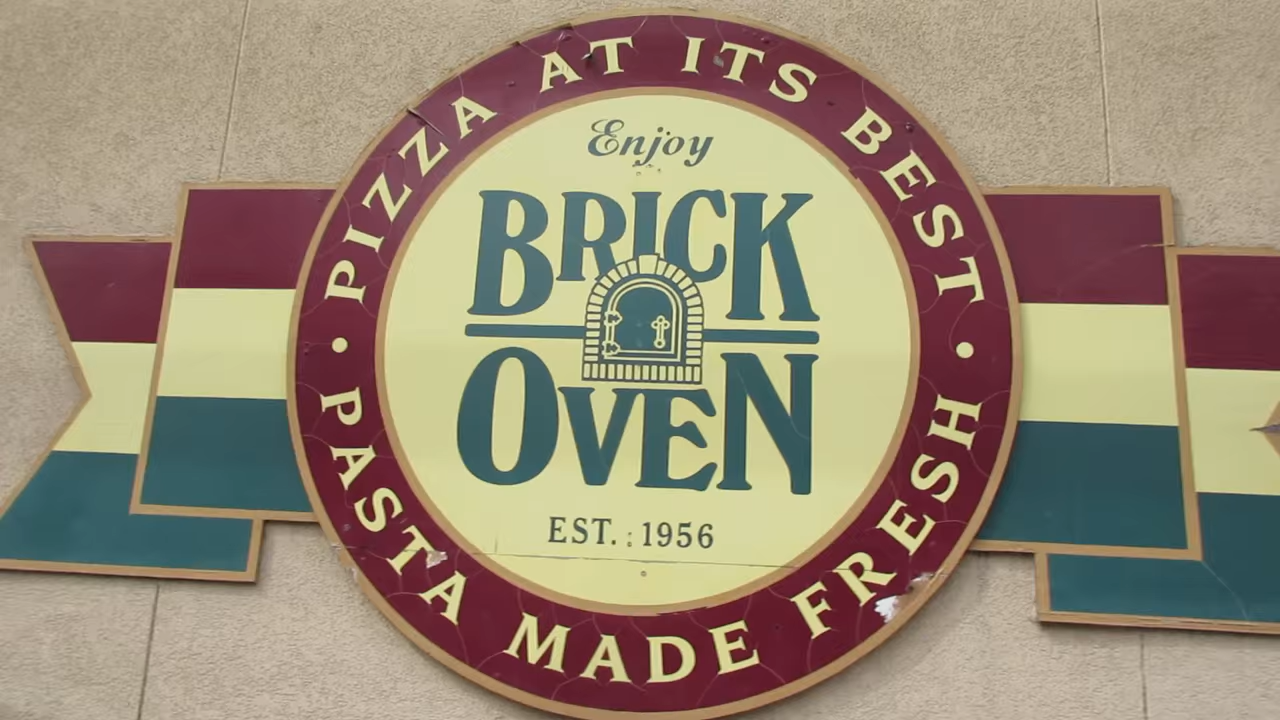 PIZZA AT ITS BEST
Enjoy
BRICK
OVEN
EST. : 1956
• PASTA MADE FRESH •